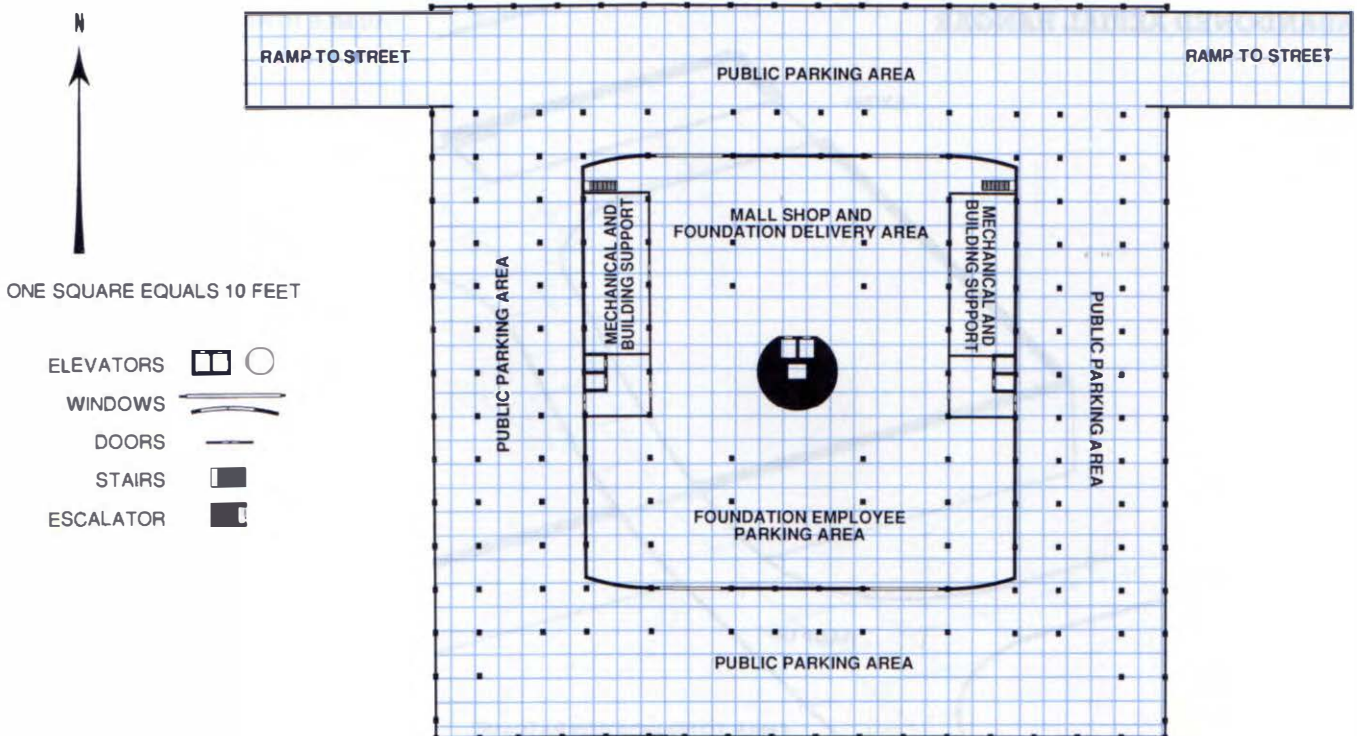 N
RAMP TO STREET
PUBLIC PARKING AREA
RAMP TO STREET
MECHANICAL AND
BUILDING SUPPORT
MALL SHOP AND
FOUNDATION DELIVERY AREA
MECHANICAL AND
BUILDING SUPPORT
PUBLIC PARKING AREA
PUBLIC PARKING AREA
ONE SQUARE EQUALS 10 FEET
ELEVATORS
WINDOWS
DOORS
STAIRS
ESCALATOR
FOUNDATION EMPLOYEE
PARKING AREA
PUBLIC PARKING AREA